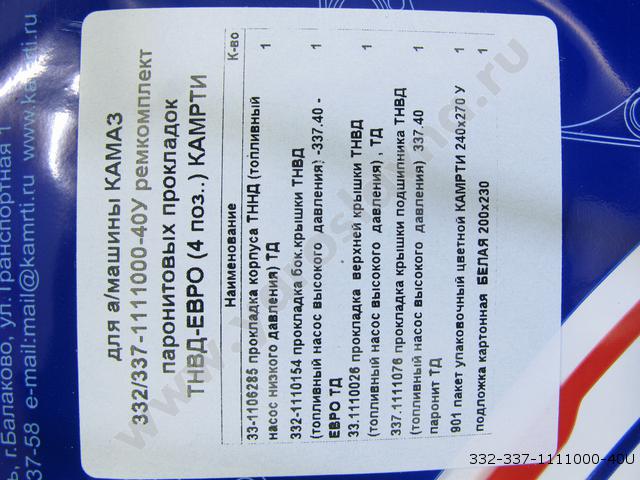 для а/машины КАМАЗ
332/337-1111000-40У ремкомплект
паронитовых прокладок
ТНВД-ЕВРО (4 поз..) КАМРТИ
Наименование К-во
33-1106285 прокладка корпуса ТННД (топливный 1
насос низкого давления) ТД
332-1110154 прокладка бок.крышки ТНВД 1
(топливный насос высокого давления) -337.40 -
ЕВРО ТД
33.1110026 прокладка верхней крышки ТНВД 1
(топливный насос высокого давления), ТД
337.1111076 прокладка крышки подшипника ТНВД 1
(топливный насос высокого давления) 337.40
паронит ТД
901 пакет упаковочный цветной КАМРТИ 240х270 У 1
подложка картонная БЕЛАЯ 200х230 1
г.Балаково, ул.Транспортная 1
37-58 e-mail:mail@kamrti.ru www.kamrti.ru
332-337-1111000-40U